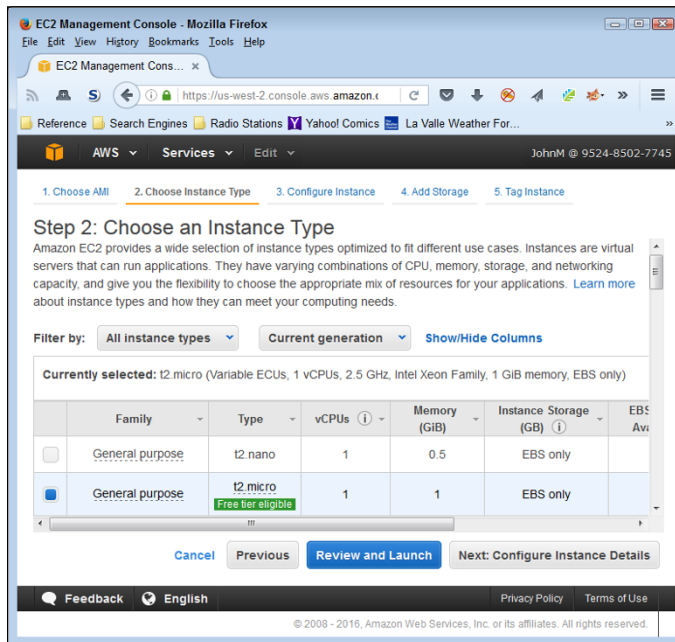 EC2 Management Console - Mozilla Firefox
File Edit View History Bookmarks Tools Help
EC2 Management Cons... ×
https://us-west-2.console.aws.amazon.c
Reference Search Engines Radio Stations Yahoo! Comics La Valle Weather For... »
AWS Services Edit JohnM @ 9524-8502-7745
1. Choose AMI 2. Choose Instance Type 3. Configure Instance 4. Add Storage 5. Tag Instance
Step 2: Choose an Instance Type
Amazon EC2 provides a wide selection of instance types optimized to fit different use cases. Instances are virtual
servers that can run applications. They have varying combinations of CPU, memory, storage, and networking
capacity, and give you the flexibility to choose the appropriate mix of resources for your applications. Learn more
about instance types and how they can meet your computing needs.
Filter by: All instance types Current generation Show/Hide Columns
Currently selected: t2.micro (Variable ECUs, 1 vCPUs, 2.5 GHz, Intel Xeon Family, 1 GiB memory, EBS only)
Family Type vCPUs Memory (GiB) Instance Storage (GB) EBS
General purpose t2.nano 1 0.5 EBS only
General purpose t2.micro 1 1 EBS only
Free tier eligible
Cancel Previous Review and Launch Next: Configure Instance Details
Feedback English Privacy Policy Terms of Use
© 2008 - 2016, Amazon Web Services, Inc. or its affiliates. All rights reserved.